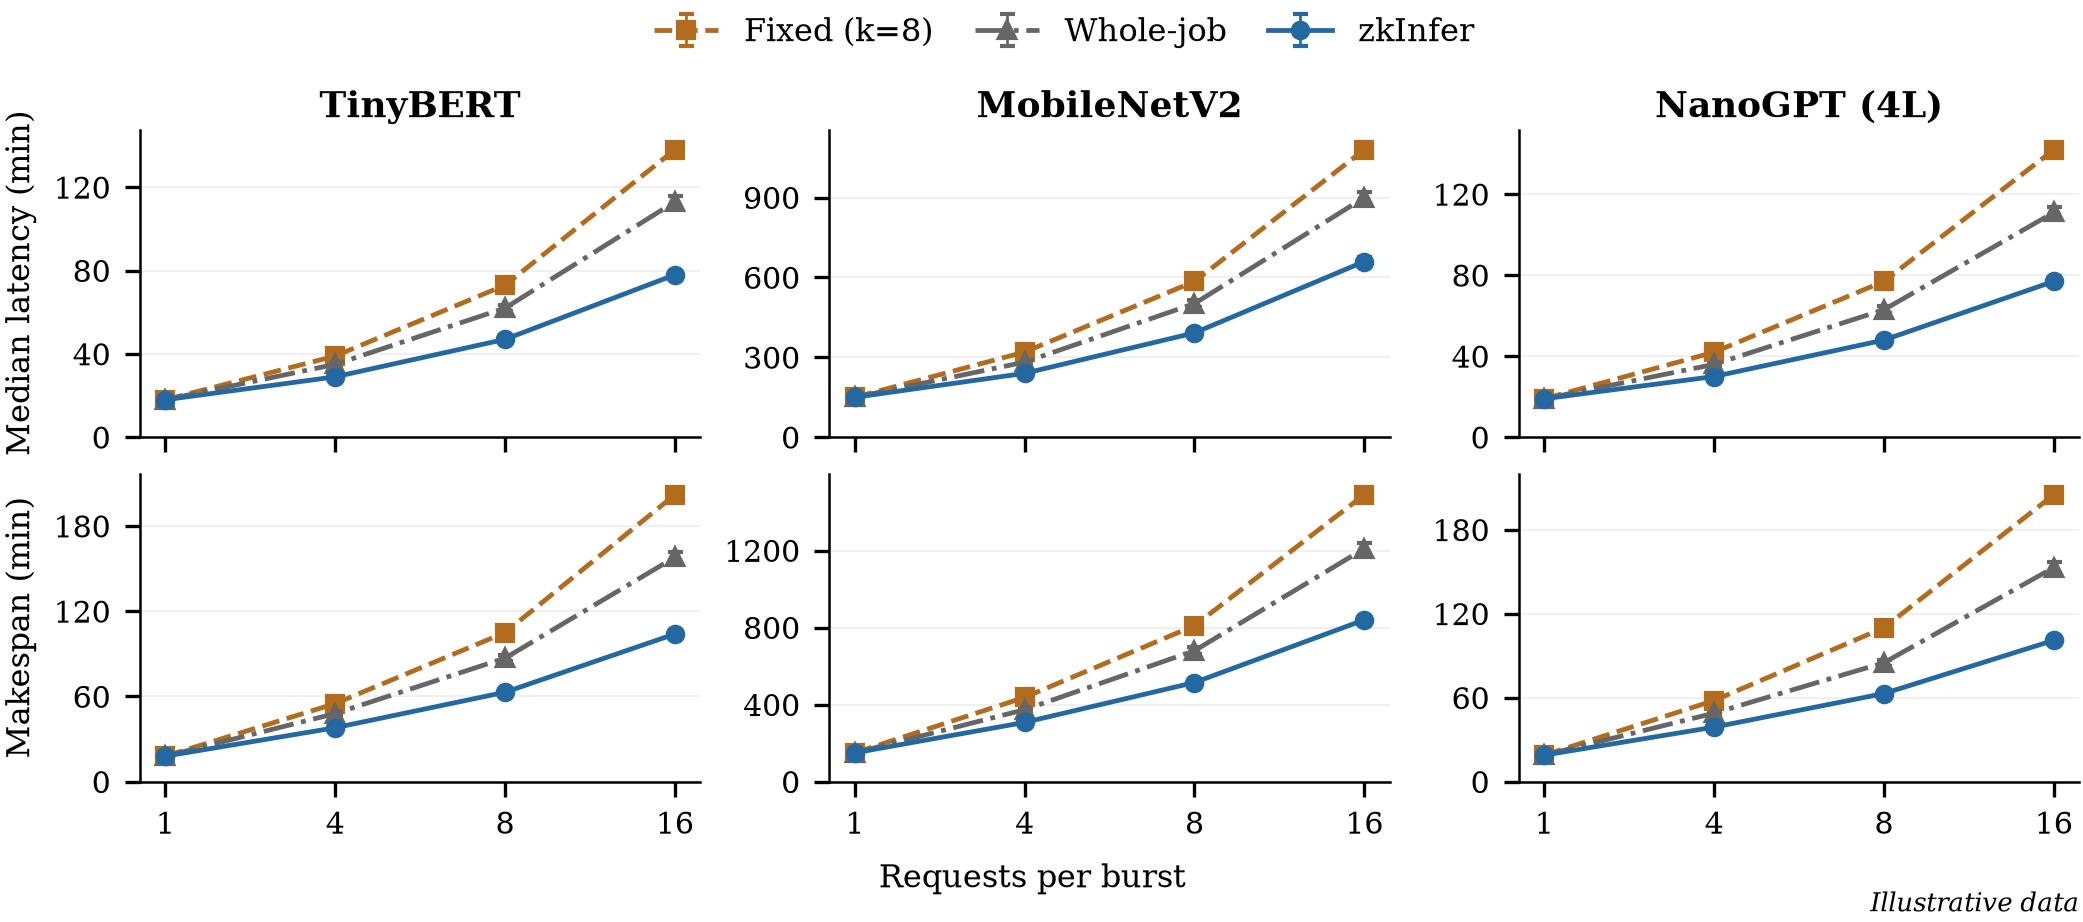 Fixed (k=8) Whole-job zkInfer
TinyBERT MobileNetV2 NanoGPT (4L)
Median latency (min)
120
80
40
0
900
600
300
0
120
80
40
0
Makespan (min)
180
120
60
0
1 4 8 16
1200
800
400
0
1 4 8 16
180
120
60
0
1 4 8 16
Requests per burst
Illustrative data